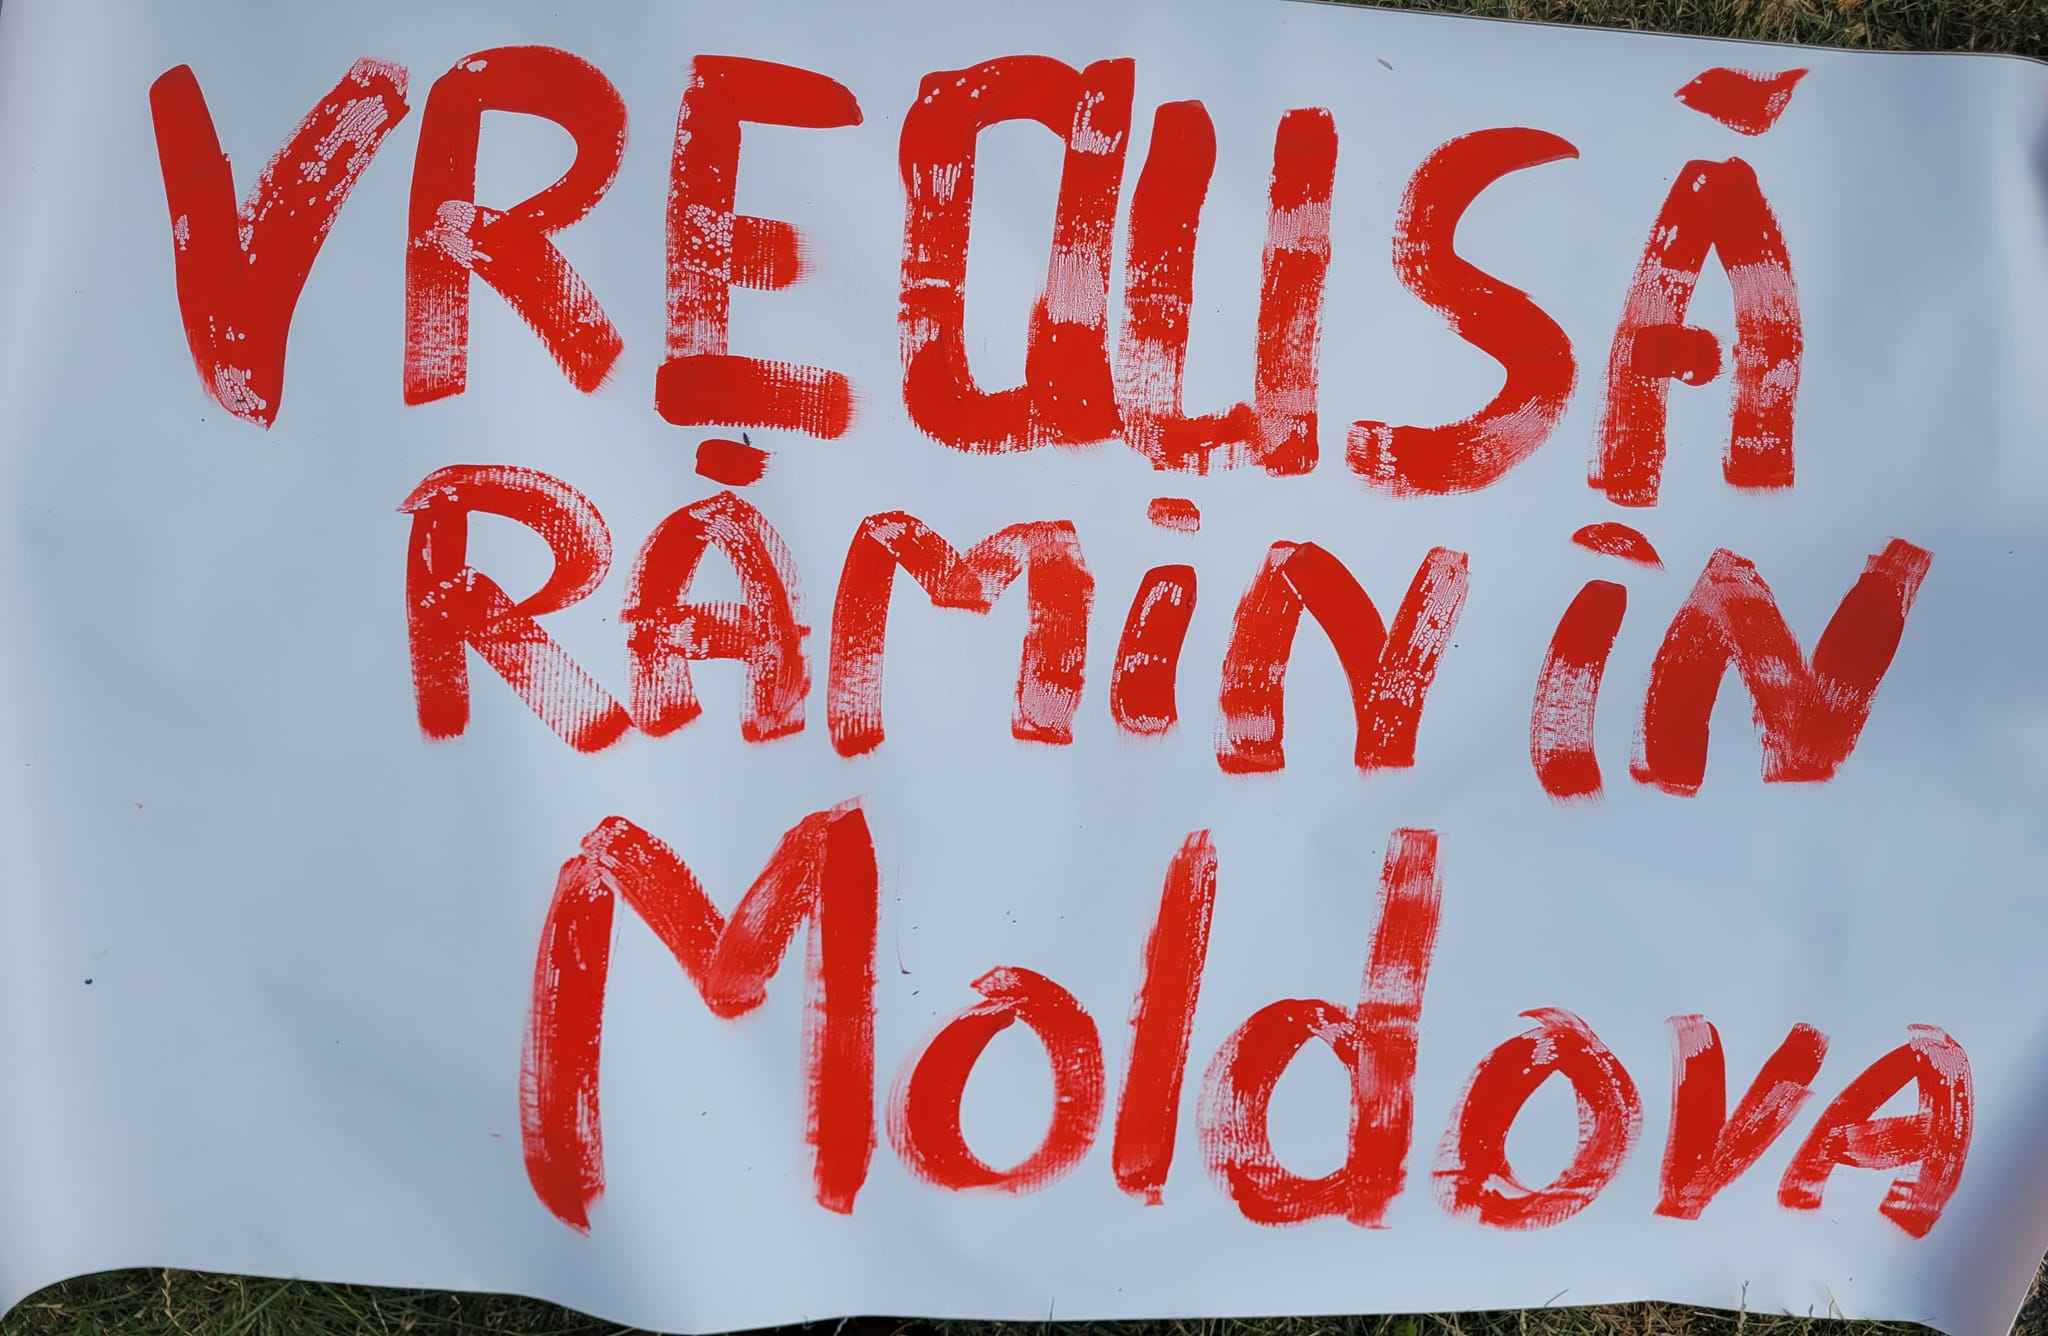 VREaU SĂ
RĂMiN ÎN
MoldovA